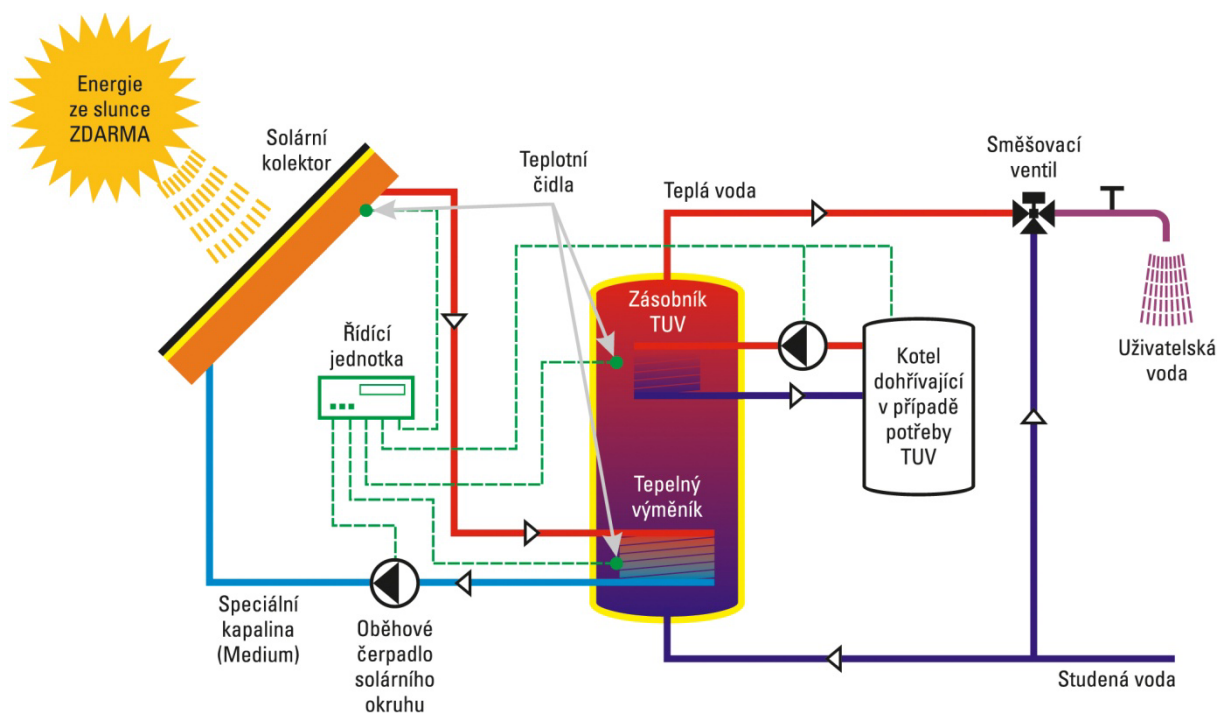 Energie
ze slunce
ZDARMA
Solární
kolektor
Teplotní
čidla
Směšovací
ventil
Teplá voda
Řídící
jednotka
Zásobník
TUV
Kotel
dohřívající
v případě
potřeby
TUV
Uživatelská
voda
Tepelný
výměník
Speciální
kapalina
(Medium)
Oběhové
čerpadlo
solárního
okruhu
Studená voda